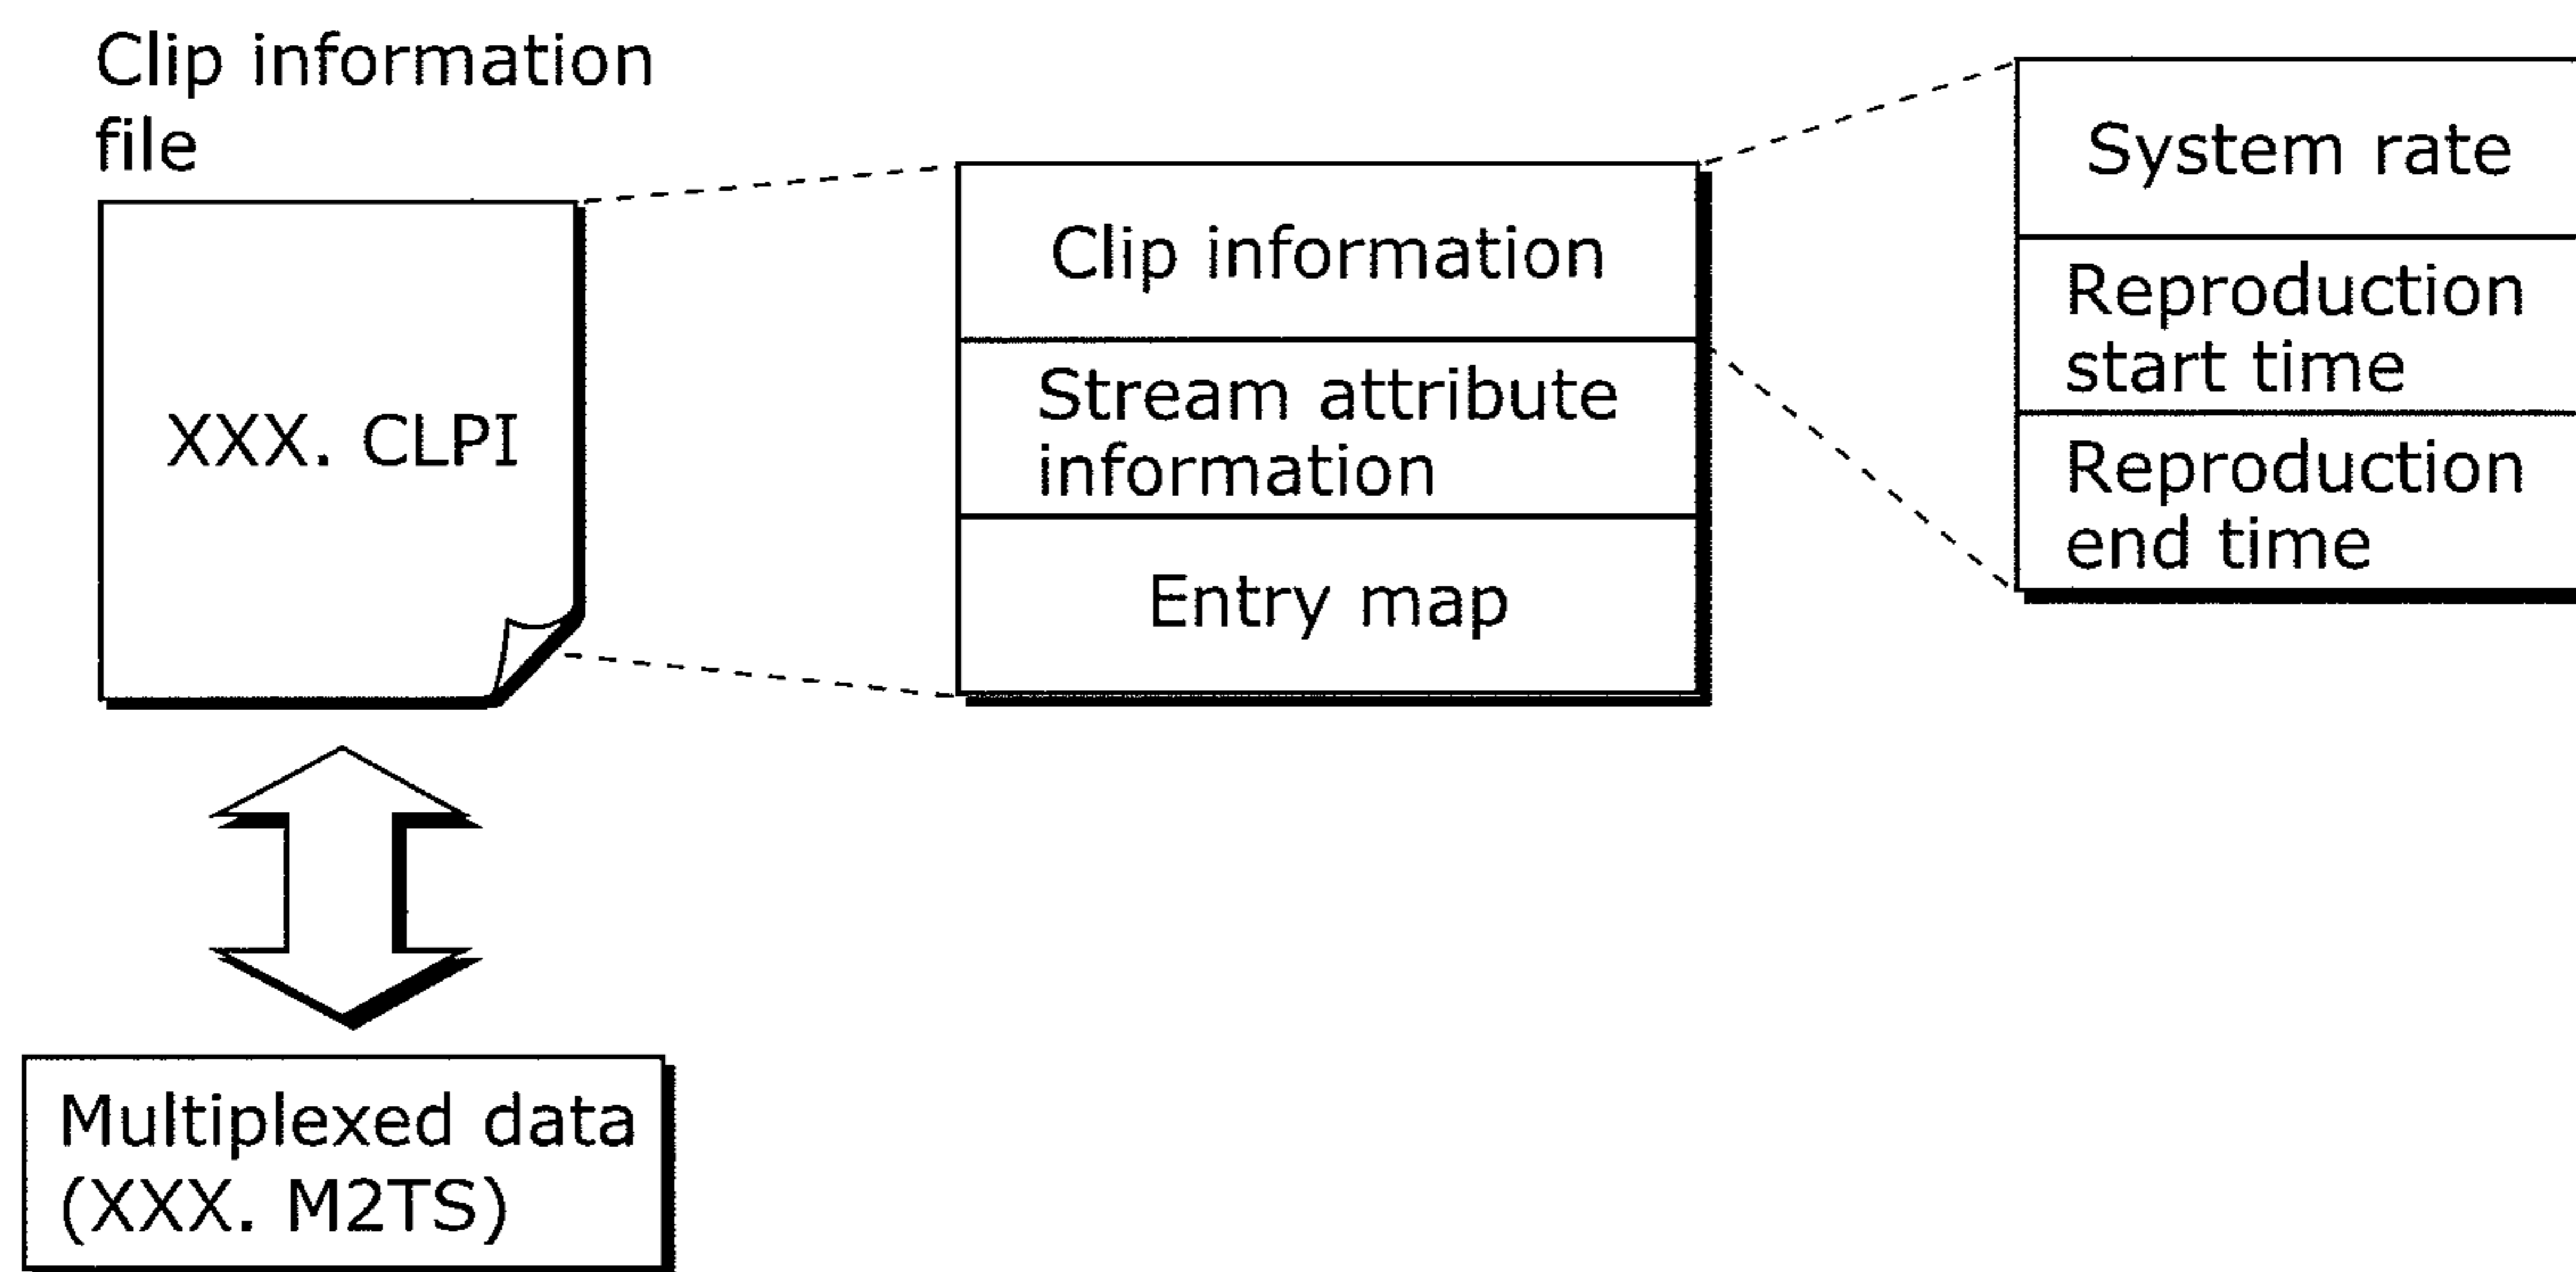 Clip information
file
XXX. CLPI
Multiplexed data
(XXX. M2TS)
Clip information
Stream attribute
information
Entry map
System rate
Reproduction
start time
Reproduction
end time